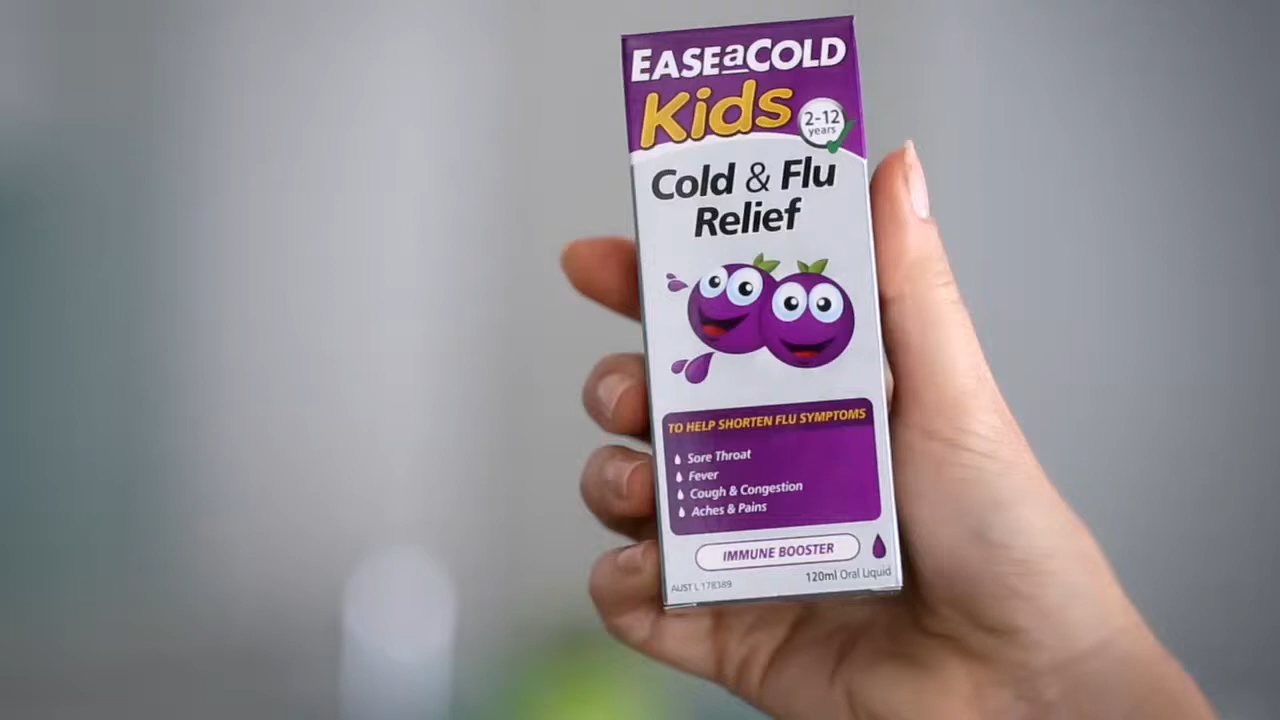 EASEaCOLD
Kids
2-12
years
Cold & Flu
Relief
TO HELP SHORTEN FLU SYMPTOMS
Sore Throat
Fever
Cough & Congestion
Aches & Pains
IMMUNE BOOSTER
AUST L 178389
120ml Oral Liquid